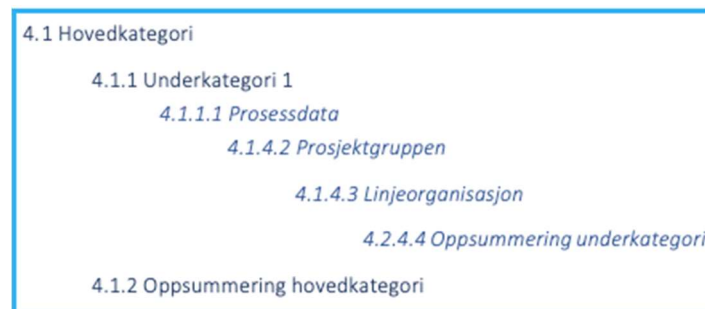 4.1 Hovedkategori
4.1.1 Underkategori 1
4.1.1.1 Prosessdata
4.1.4.2 Prosjektgruppen
4.1.4.3 Linjeorganisasjon
4.2.4.4 Oppsummering underkategori
4.1.2 Oppsummering hovedkategori